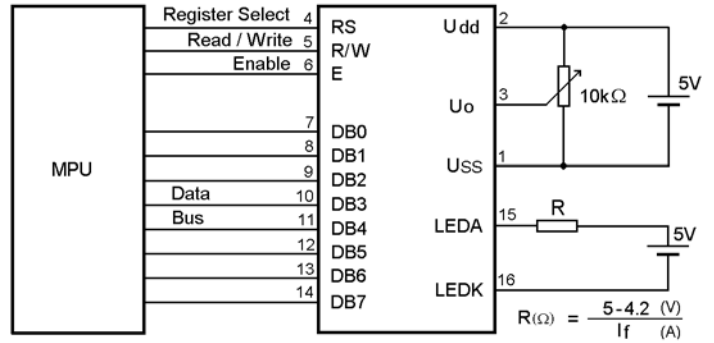 MPU
Register Select 4 RS
Read / Write 5 R/W
Enable 6 E
7 DB0
8 DB1
9 DB2
Data 10 DB3
Bus 11 DB4
12 DB5
13 DB6
14 DB7
Udd 2
Uo 3
10kΩ
5V
USS 1
LEDA 15
R
5V
LEDK 16
R(Ω) = 5-4.2 (V)
If (A)